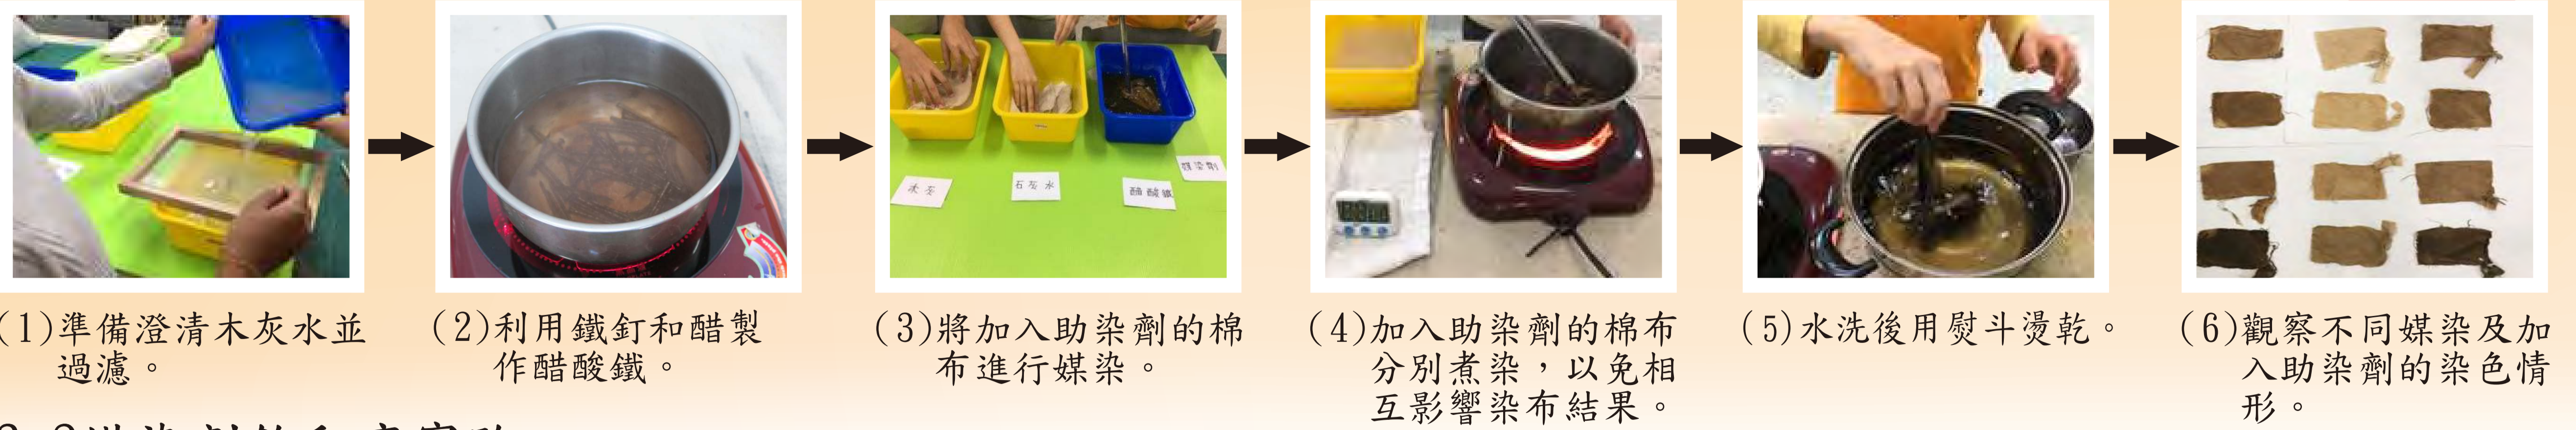 木灰
石灰水
醋酸鐵
媒染劑
(1)準備澄清木灰水並
過濾。
(2)利用鐵釘和醋製
作醋酸鐵。
(3)將加入助染劑的棉
布進行媒染。
(4)加入助染劑的棉布
分別煮染，以免相
互影響染布結果。
(5)水洗後用熨斗燙乾。
(6)觀察不同媒染及加
入助染劑的染色情
形。